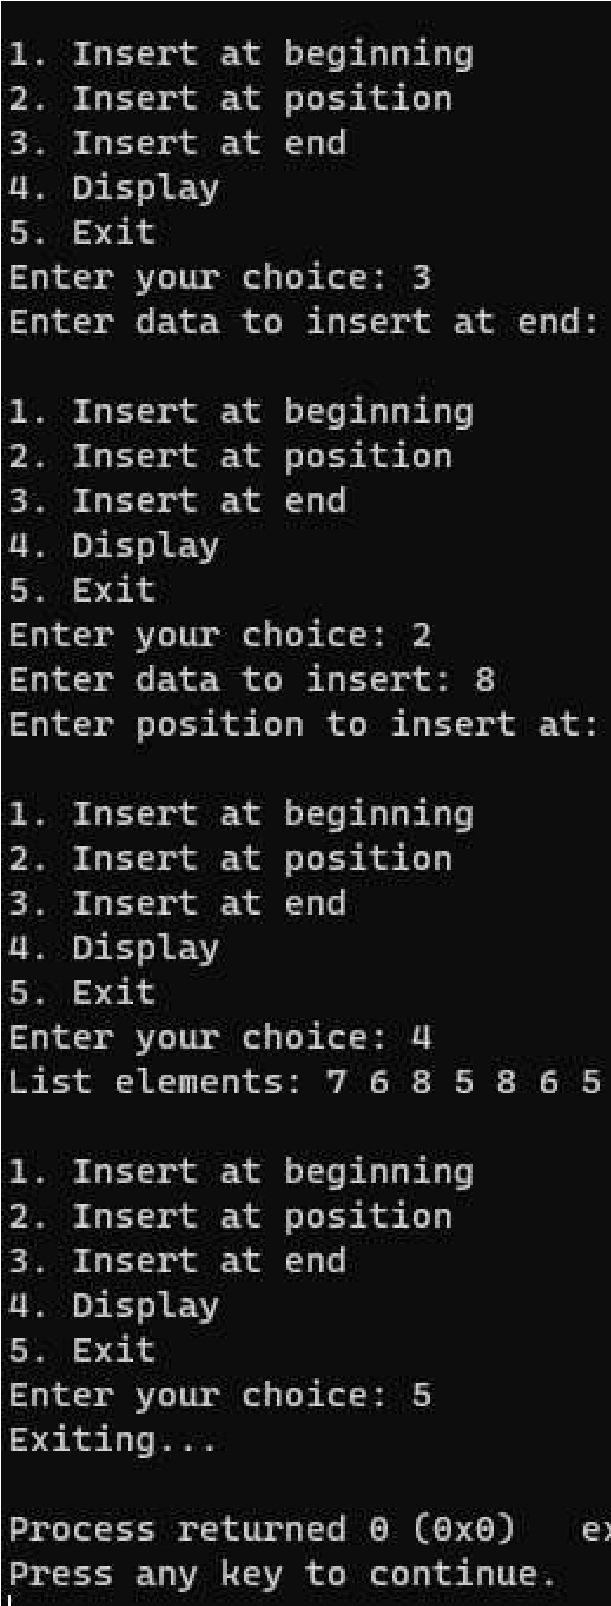 1. Insert at beginning
2. Insert at position
3. Insert at end
4. Display
5. Exit
Enter your choice: 3
Enter data to insert at end:
1. Insert at beginning
2. Insert at position
3. Insert at end
4. Display
5. Exit
Enter your choice: 2
Enter data to insert: 8
Enter position to insert at:
1. Insert at beginning
2. Insert at position
3. Insert at end
4. Display
5. Exit
Enter your choice: 4
List elements: 7 6 8 5 8 6 5
1. Insert at beginning
2. Insert at position
3. Insert at end
4. Display
5. Exit
Enter your choice: 5
Exiting...
Process returned 0 (0x0)
Press any key to continue.